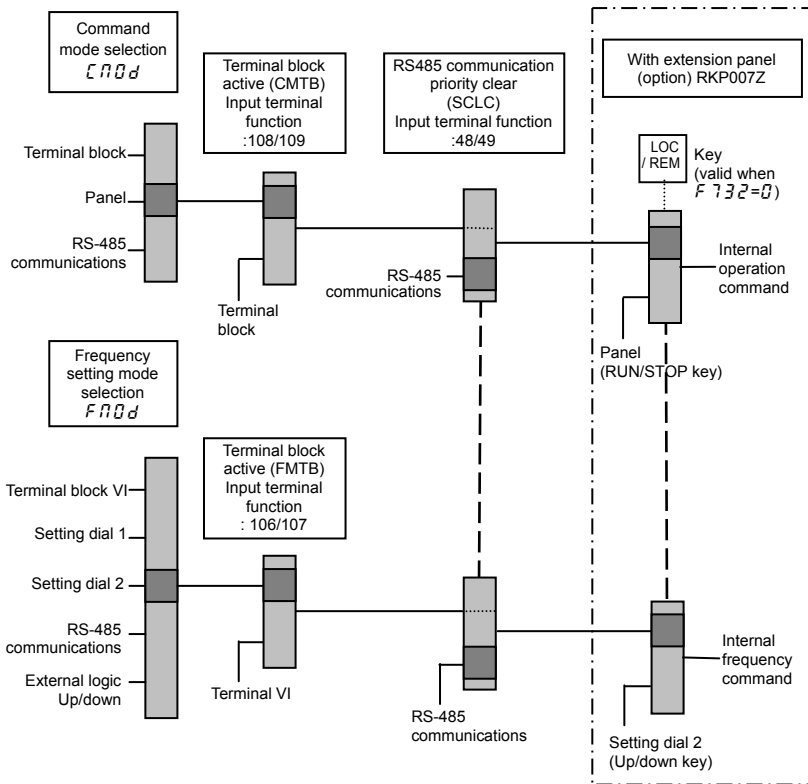 Command
mode selection
CMOd
Terminal block
Panel
RS-485
communications
Terminal block
active (CMTB)
Input terminal
function
:108/109
Terminal
block
RS485 communication
priority clear
(SCLC)
Input terminal function
:48/49
RS-485
communications
With extension panel
(option) RKP007Z
LOC
/ REM
Key
(valid when
F732=0)
Internal
operation
command
Panel
(RUN/STOP key)
Frequency
setting mode
selection
FMOd
Terminal block VI
Setting dial 1
Setting dial 2
RS-485
communications
External logic
Up/down
Terminal block
active (FMTB)
Input terminal
function
: 106/107
Terminal VI
RS-485
communications
Internal
frequency
command
Setting dial 2
(Up/down key)